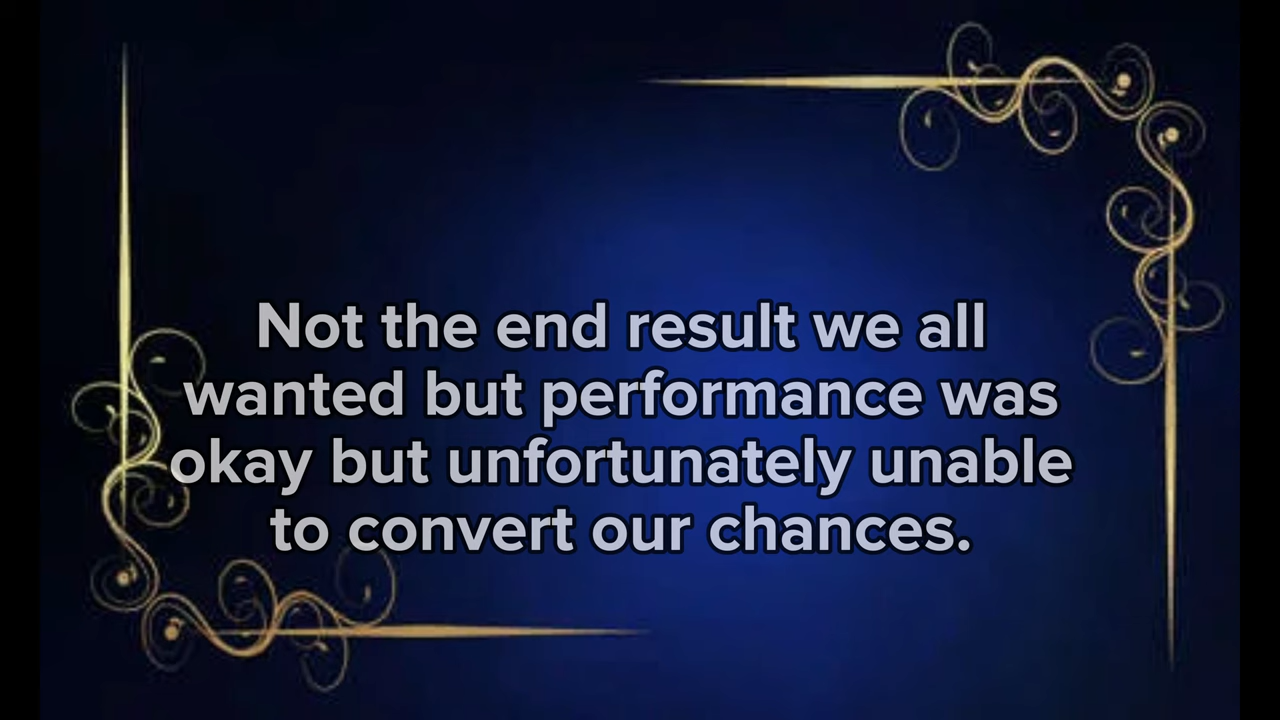 Not the end result we all
wanted but performance was
okay but unfortunately unable
to convert our chances.